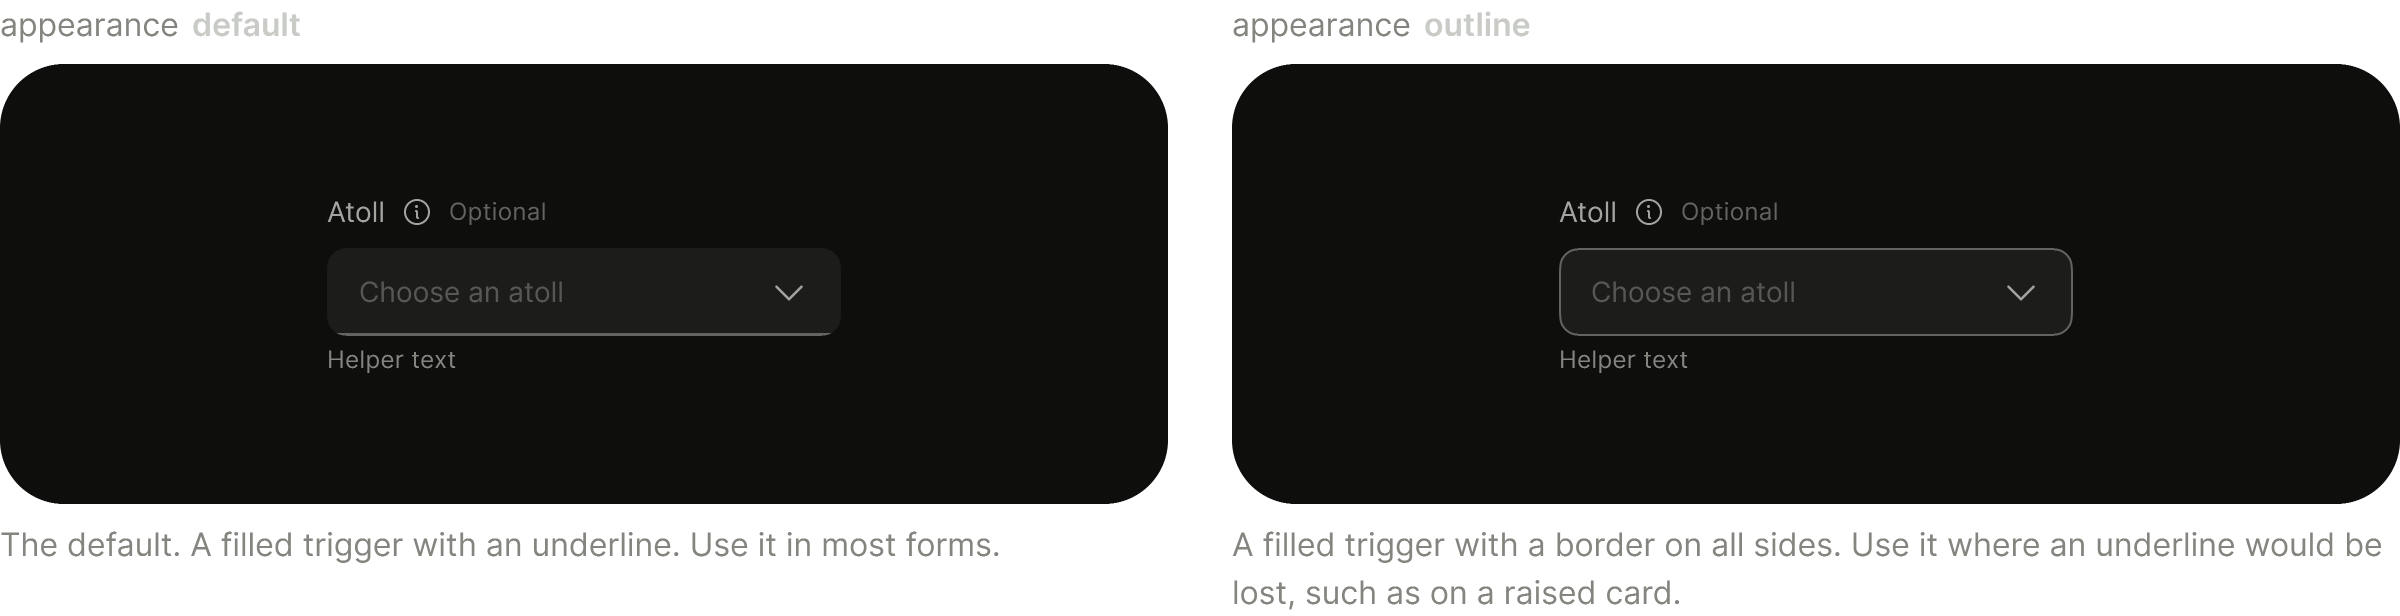 appearance default
Atoll Optional
Choose an atoll
Helper text
The default. A filled trigger with an underline. Use it in most forms.
appearance outline
Atoll Optional
Choose an atoll
Helper text
A filled trigger with a border on all sides. Use it where an underline would be
lost, such as on a raised card.